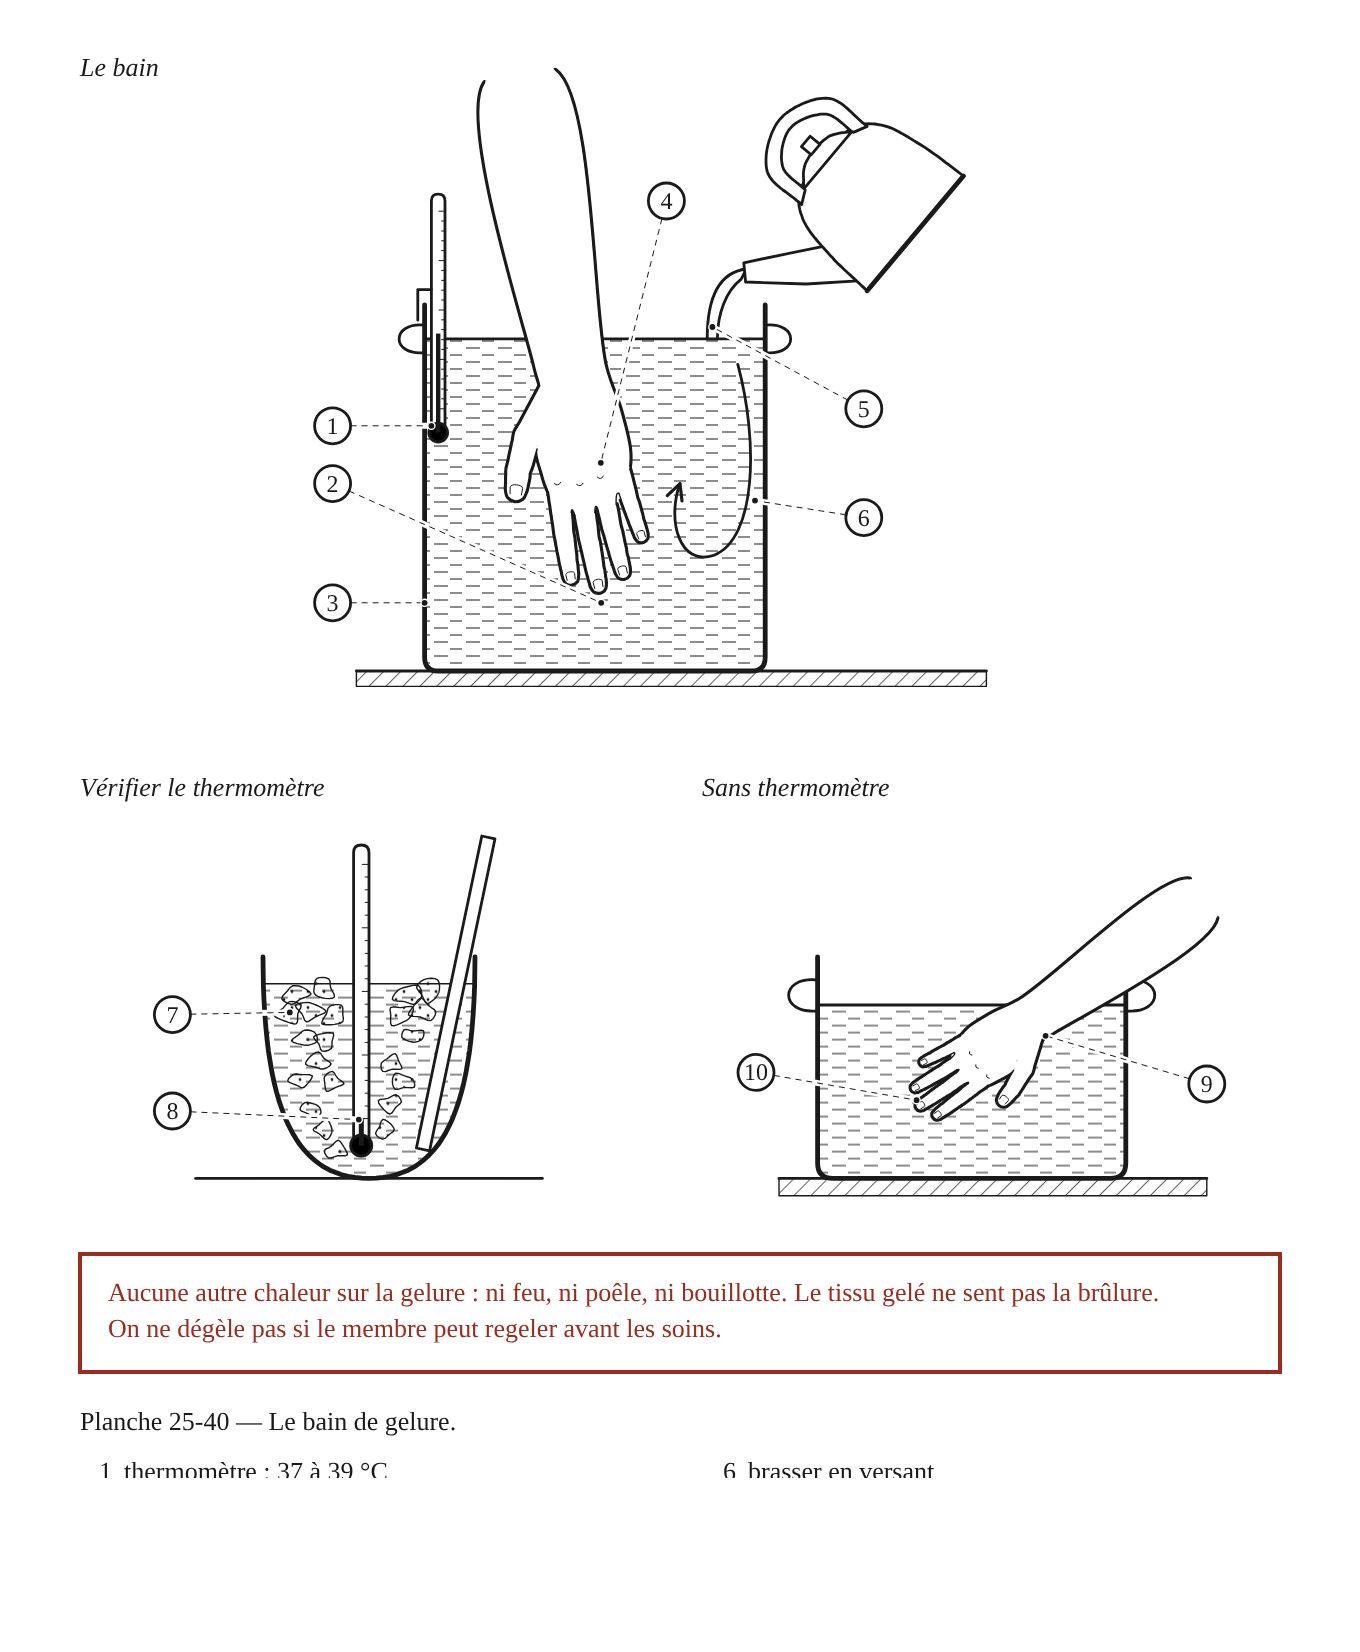 Le bain
4
5
1
2
6
3
Vérifier le thermomètre
Sans thermomètre
7
10
9
8
Aucune autre chaleur sur la gelure : ni feu, ni poêle, ni bouillotte. Le tissu gelé ne sent pas la brûlure.
On ne dégèle pas si le membre peut regeler avant les soins.
Planche 25-40 — Le bain de gelure.
1 thermomètre : 37 à 39 °C
6 brasser en versant